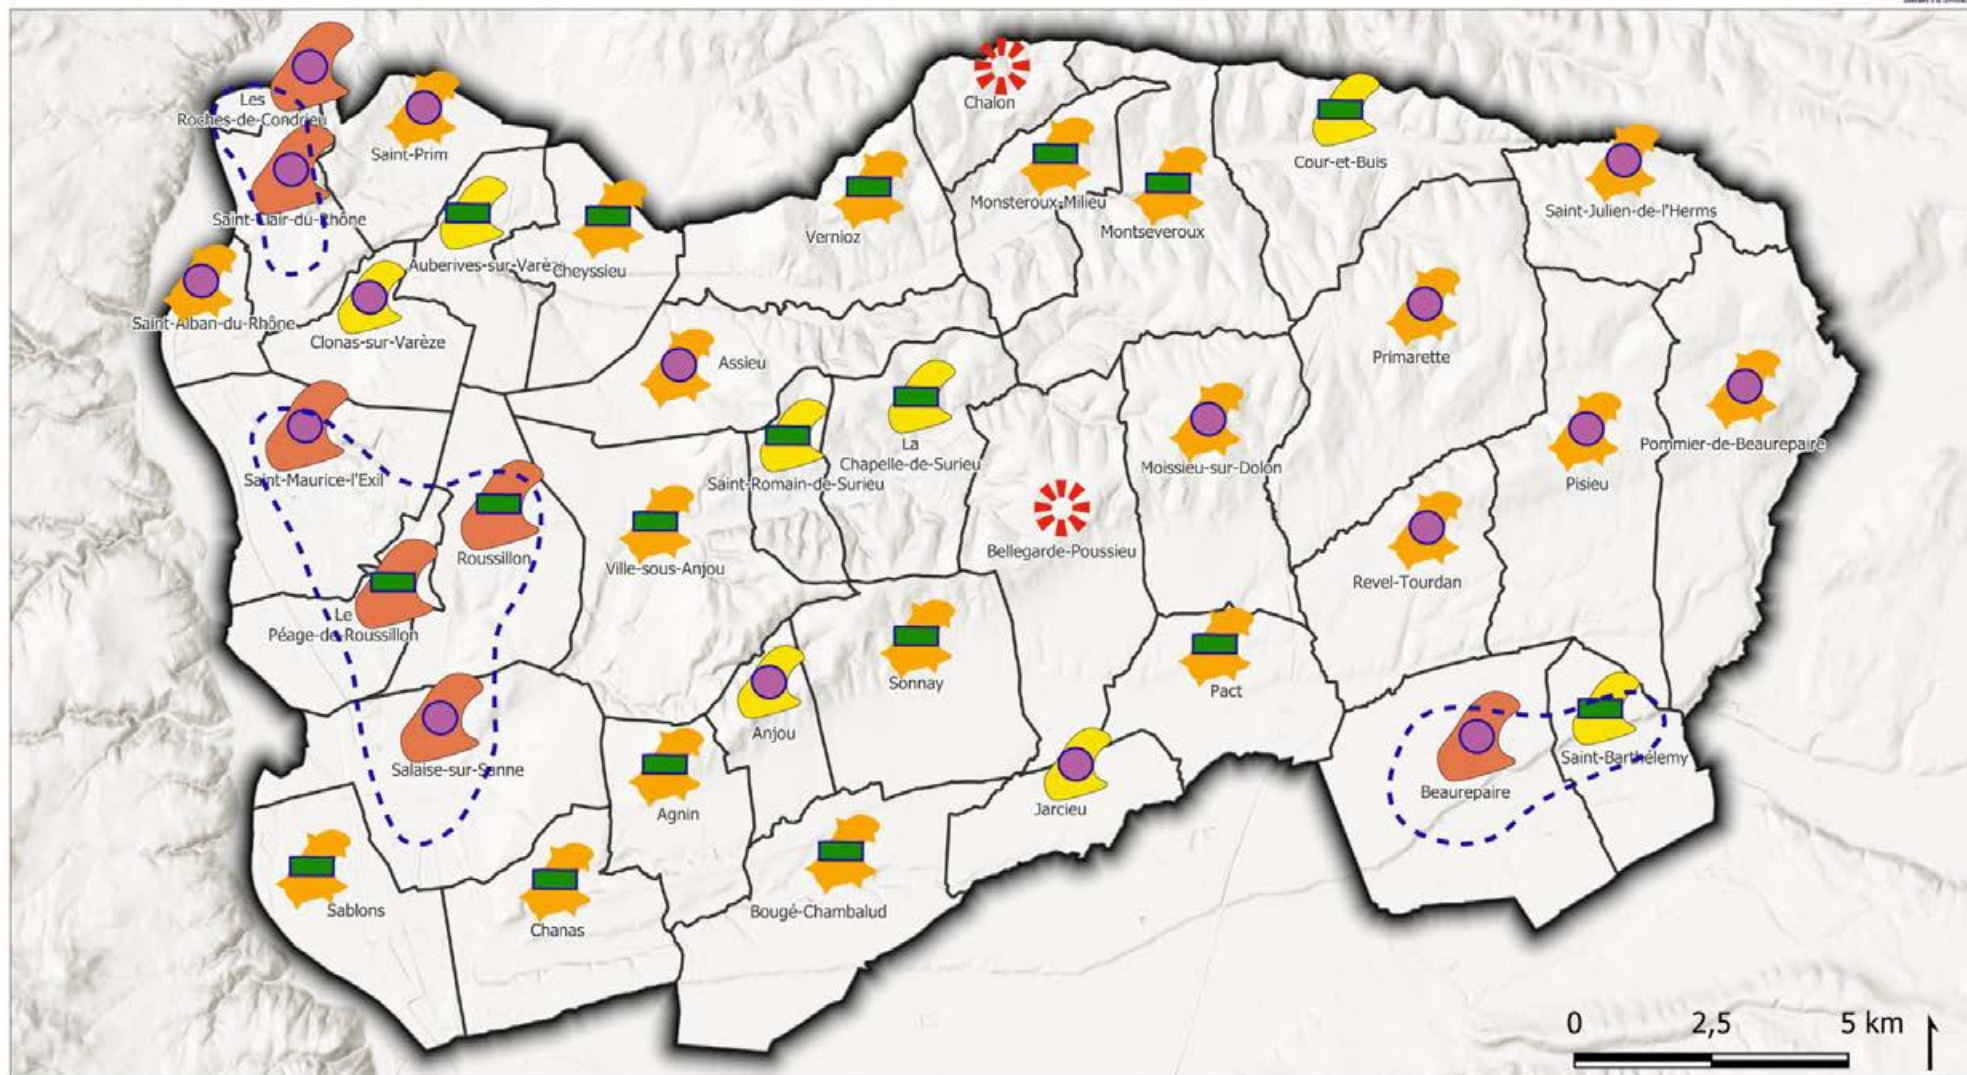 Les
Roches-de-Condrieu
Saint-Prim
Chalon
Cour-et-Buis
Monsteroux-Milieu
Saint-Julien-de-l'Herms
Saint-Clair-du-Rhône
Vernioz
Montseveroux
Auberives-sur-Varèz
Cheyssieu
Saint-Alban-du-Rhône
Clonas-sur-Varèze
Assieu
Primarette
La
Chapelle-de-Surieu
Moissieu-sur-Dolon
Pommier-de-Beaurepaire
Saint-Maurice-l'Exil
Saint-Romain-de-Surieu
Pisieu
Roussillon
Ville-sous-Anjou
Bellegarde-Poussieu
Revel-Tourdan
Le
Péage-de-Roussillon
Sonnay
Pact
Anjou
Saint-Barthélemy
Salaise-sur-Sanne
Beaurepaire
Agnin
Jarcieu
Sablons
Chanas
Bougé-Chambalud
0 2,5 5 km